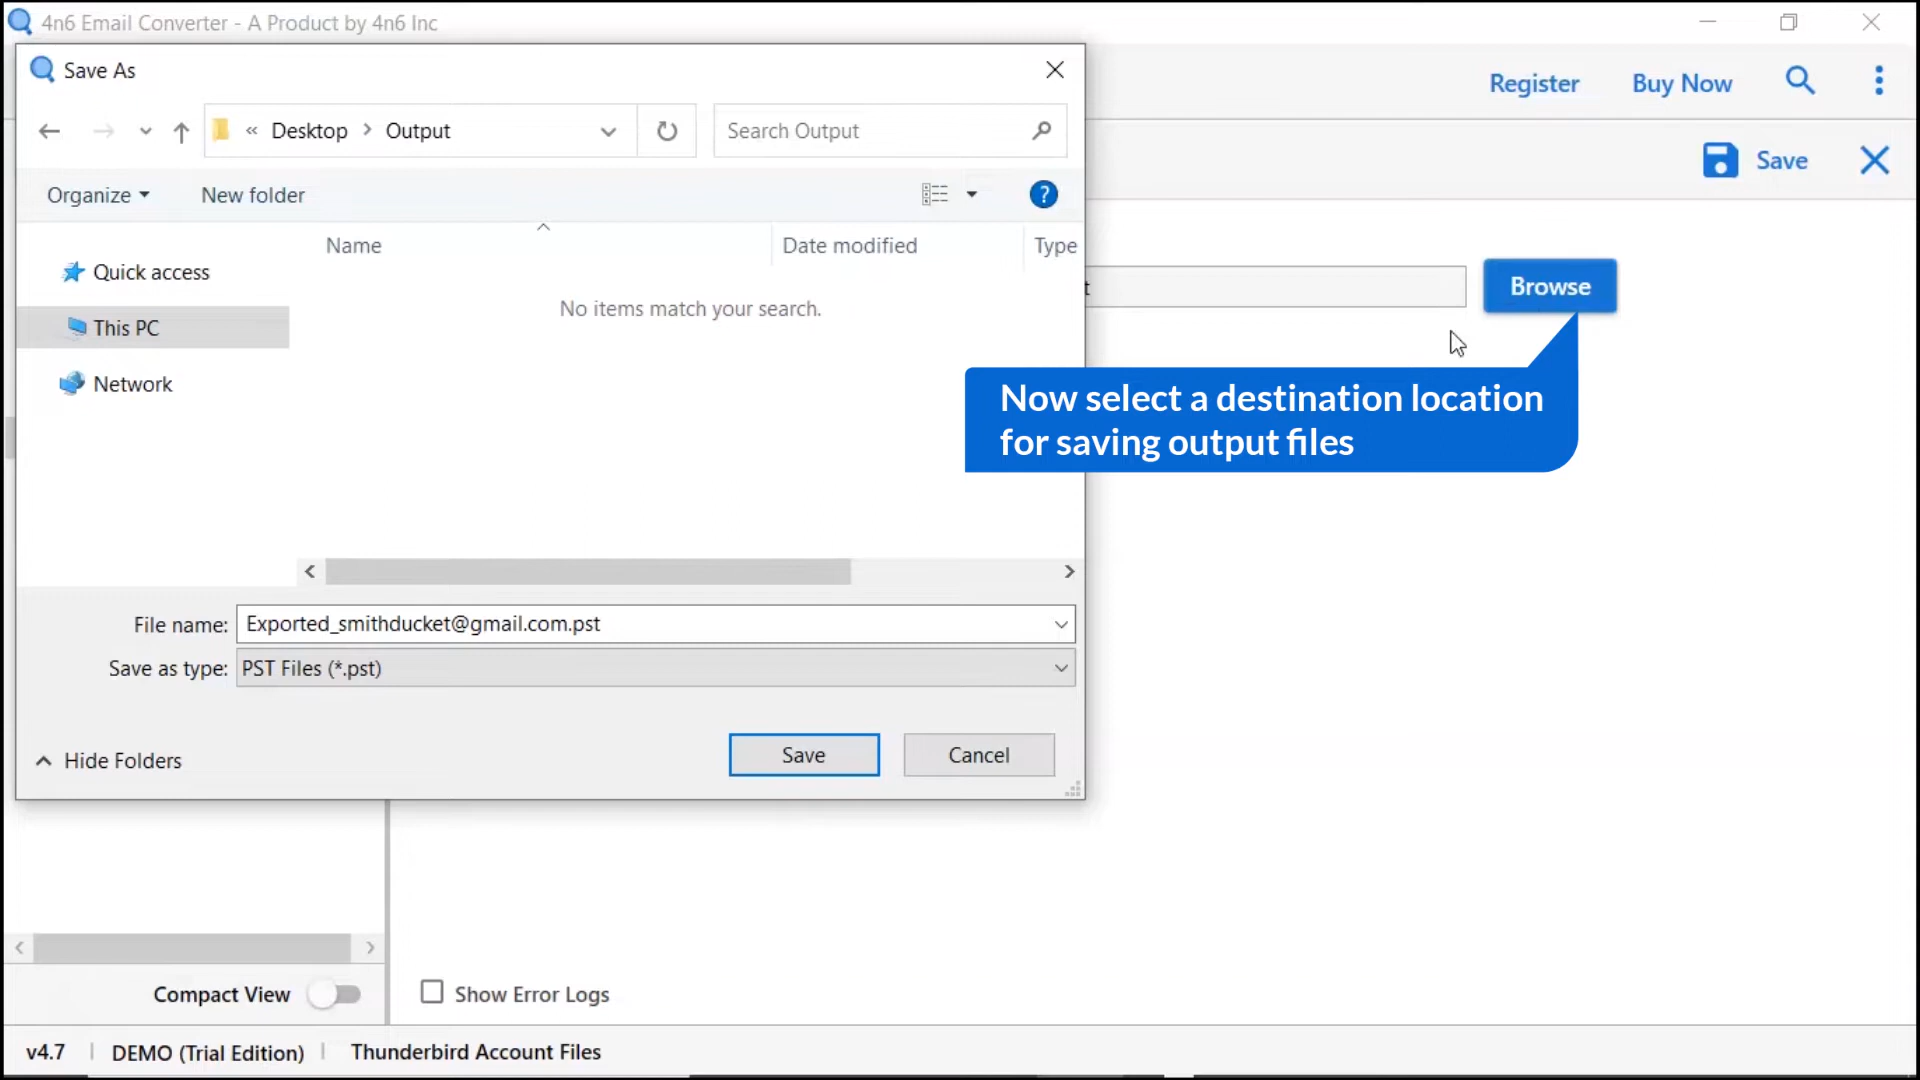 4n6 Email Converter - A Product by 4n6 Inc
Save As
Register
Buy Now
« Desktop > Output
Search Output
Save
Organize
New folder
?
Name
Date modified
Type
Quick access
This PC
Network
No items match your search.
t
Browse
Now select a destination location
for saving output files
File name: Exported_smithducket@gmail.com.pst
Save as type: PST Files (*.pst)
Hide Folders
Save
Cancel
Compact View
Show Error Logs
v4.7 | DEMO (Trial Edition) | Thunderbird Account Files